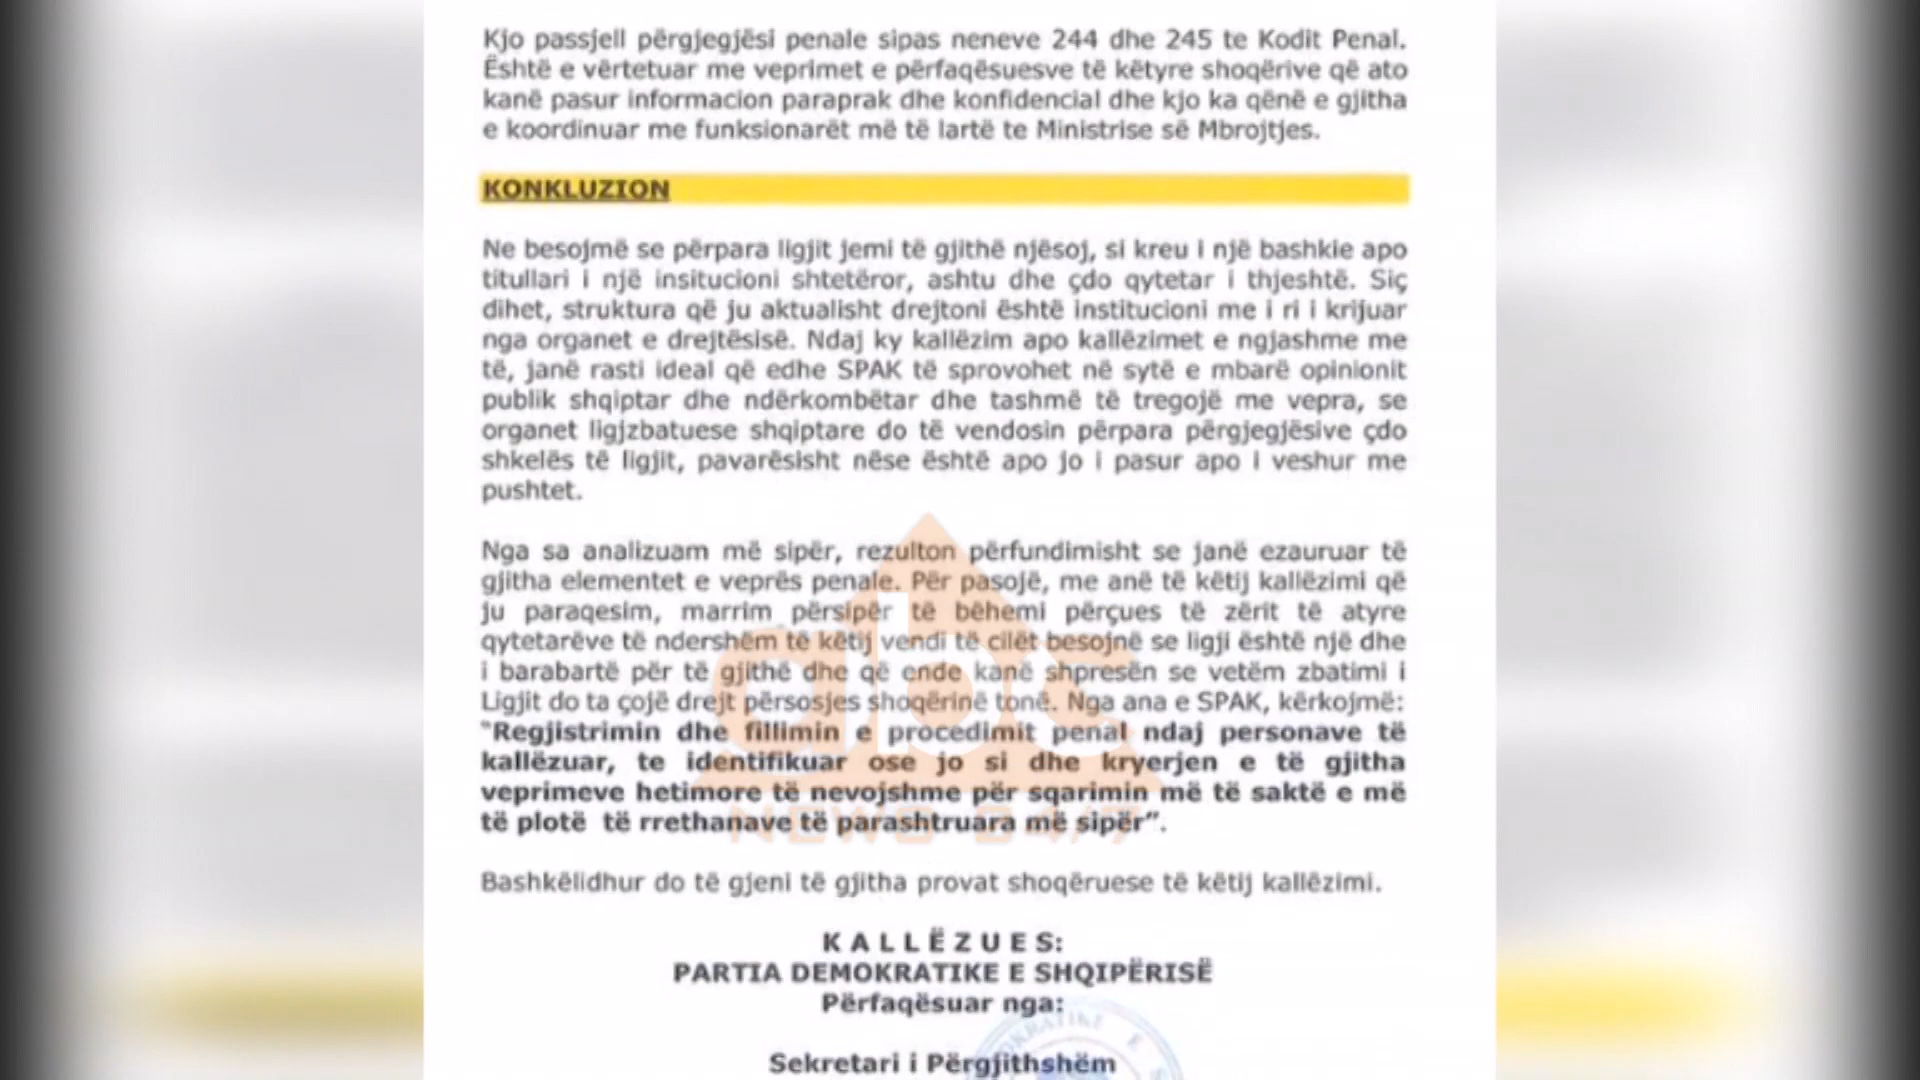 Kjo passjell përgjegjësi penale sipas neneve 244 dhe 245 te Kodit Penal.
Është e vërtetuar me veprimet e përfaqësuesve të këtyre shoqërive që ato
kanë pasur informacion paraprak dhe konfidencial dhe kjo ka qënë e gjitha
e koordinuar me funksionarët më të lartë te Ministrise së Mbrojtjes.
KONKLUZION
Ne besojmë se përpara ligjit jemi të gjithë njësoj, si kreu i një bashkie apo
titullari i një insitucioni shtetëror, ashtu dhe çdo qytetar i thjeshtë. Siç
dihet, struktura që ju aktualisht drejtoni është institucioni me i ri i krijuar
nga organet e drejtësisë. Ndaj ky kallëzim apo kallëzimet e ngjashme me
të, janë rasti ideal që edhe SPAK të sprovohet në sytë e mbarë opinionit
publik shqiptar dhe ndërkombëtar dhe tashmë të tregojë me vepra, se
organet ligjzbatuese shqiptare do të vendosin përpara përgjegjësive çdo
shkelës të ligjit, pavarësisht nëse është apo jo i pasur apo i veshur me
pushtet.
Nga sa analizuam më sipër, rezulton përfundimisht se janë ezauruar të
gjitha elementet e veprës penale. Për pasojë, me anë të këtij kallëzimi që
ju paraqesim, marrim përsipër të bëhemi përçues të zërit të atyre
qytetarëve të ndershëm të këtij vendi të cilët besojnë se ligji është një dhe
i barabartë për të gjithë dhe që ende kanë shpresën se vetëm zbatimi i
Ligjit do ta çojë drejt përsosjes shoqërinë tonë. Nga ana e SPAK, kërkojmë:
"Regjistrimin dhe fillimin e procedimit penal ndaj personave të
kallëzuar, te identifikuar ose jo si dhe kryerjen e të gjitha
veprimeve hetimore të nevojshme për sqarimin më të saktë e më
të plotë të rrethanave të parashtruara më sipër”.
abc
NEWS 24/7
Bashkëlidhur do të gjeni të gjitha provat shoqëruese të këtij kallëzimi.
K A L L Ë Z U E S:
PARTIA DEMOKRATIKE E SHQIPËRISË
Përfaqësuar nga:
Sekretari i Përgjithshëm